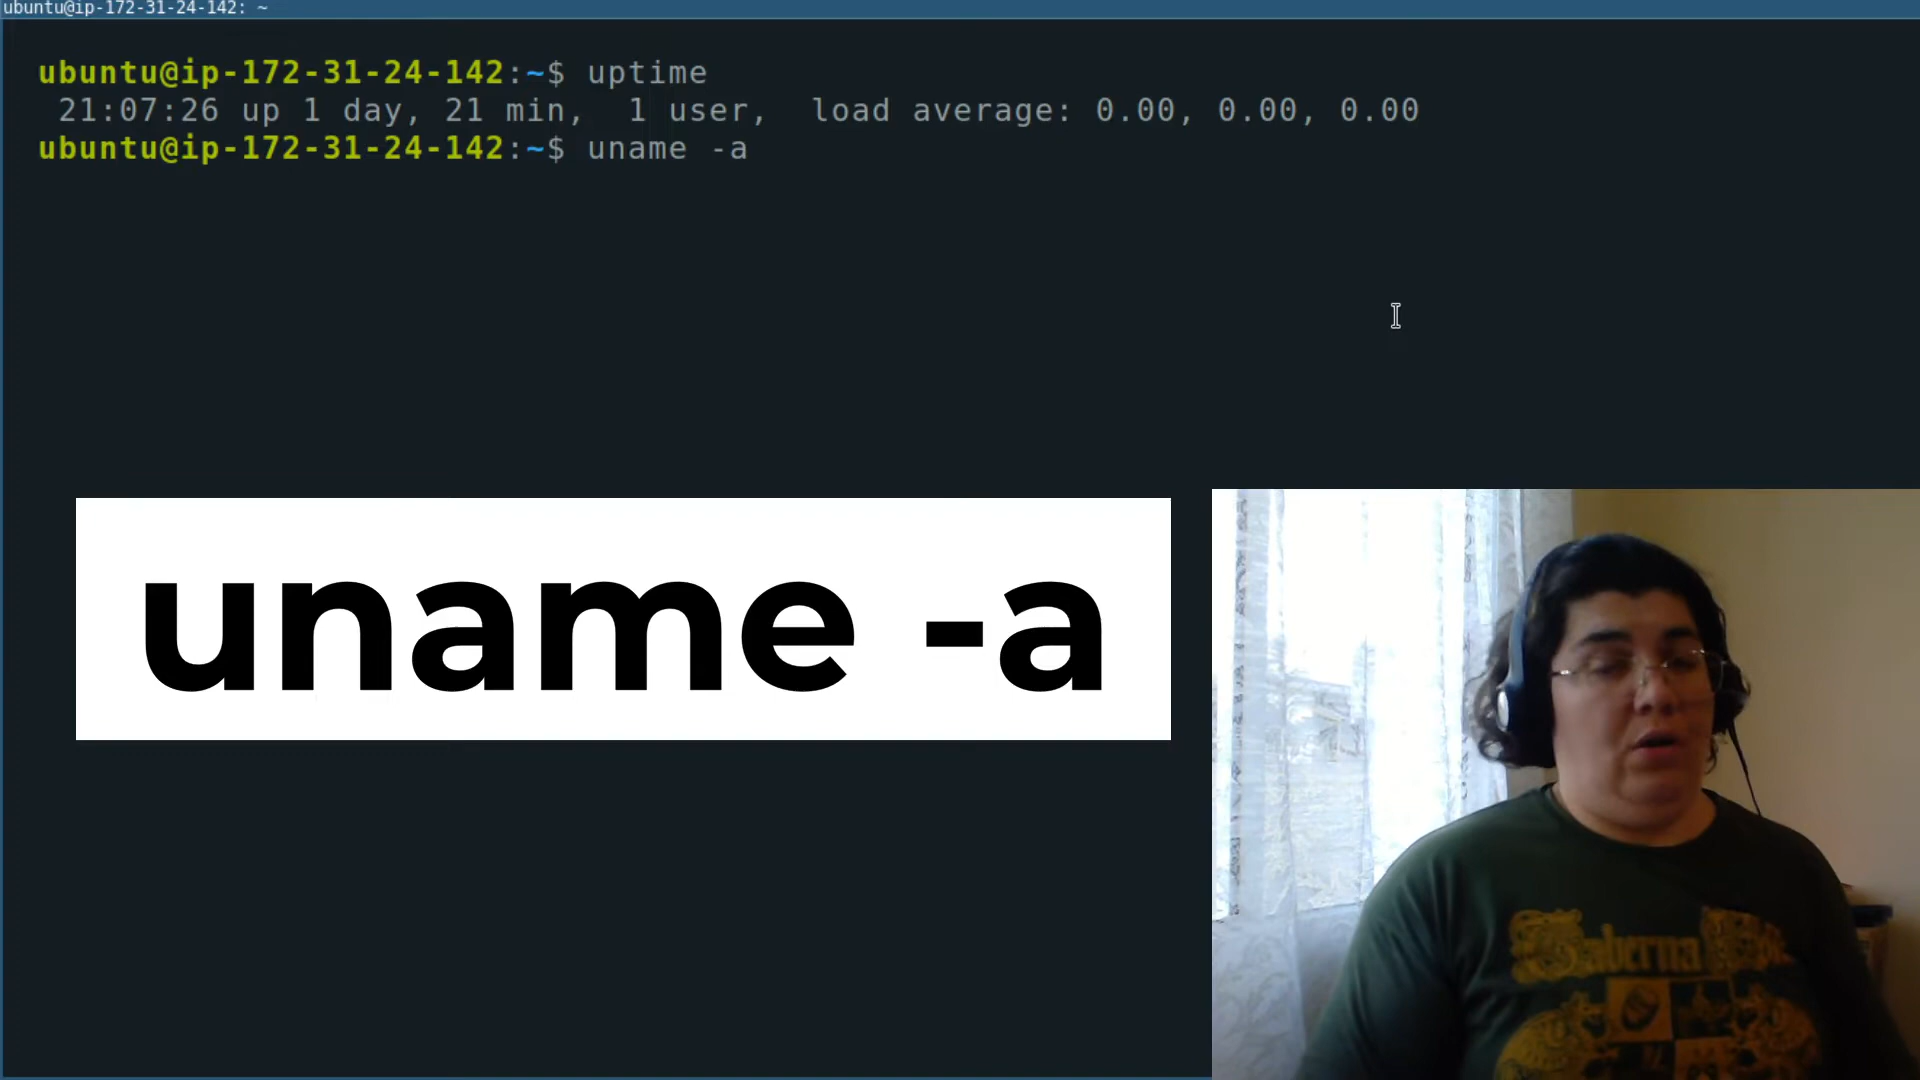 ubuntu@ip-172-31-24-142: ~
ubuntu@ip-172-31-24-142:~$ uptime
 21:07:26 up 1 day, 21 min,  1 user,  load average: 0.00, 0.00, 0.00
ubuntu@ip-172-31-24-142:~$ uname -a
uname -a